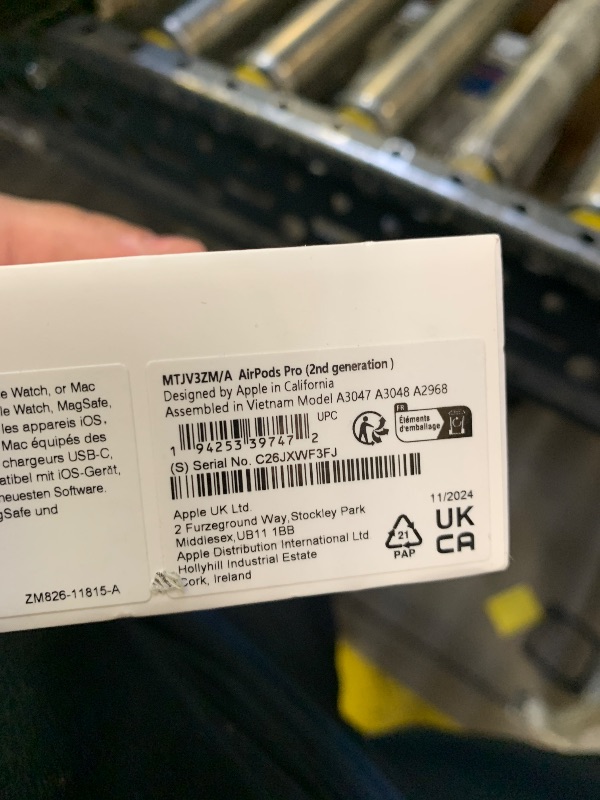 e Watch, or Mac
le Watch, MagSafe,
les appareils iOS,
Mac équipés des
chargeurs USB-C,
atibel mit iOS-Gerät,
neuesten Software.
gSafe und
ZM826-11815-A
MTJV3ZM/A AirPods Pro (2nd generation )
Designed by Apple in California
Assembled in Vietnam Model A3047 A3048 A2968
UPC
1 94253 39747 2
FR
Éléments
d'emballage
(S) Serial No. C26JXWF3FJ
Apple UK Ltd.
2 Furzeground Way,Stockley Park
Middlesex,UB11 1BB
Apple Distribution International Ltd
Hollyhill Industrial Estate
Cork, Ireland
21
PAP
11/2024
UK
CA